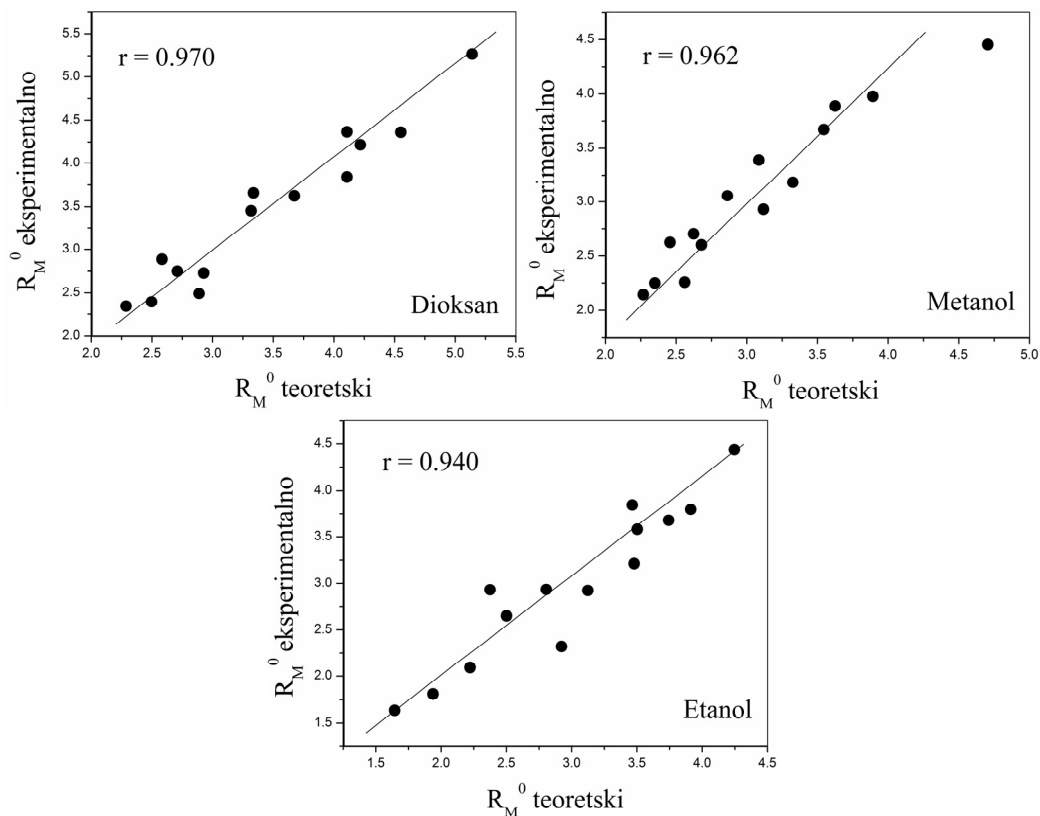 5.5
5.0
4.5
4.0
3.5
3.0
2.5
2.0
R_M^0 eksperimentalno
r = 0.970
Dioksan
2.0 2.5 3.0 3.5 4.0 4.5 5.0 5.5
R_M^0 teoretski
4.5
4.0
3.5
3.0
2.5
2.0
R_M^0 eksperimentalno
r = 0.962
Metanol
2.0 2.5 3.0 3.5 4.0 4.5 5.0
R_M^0 teoretski
4.5
4.0
3.5
3.0
2.5
2.0
1.5
R_M^0 eksperimentalno
r = 0.940
Etanol
1.5 2.0 2.5 3.0 3.5 4.0 4.5
R_M^0 teoretski